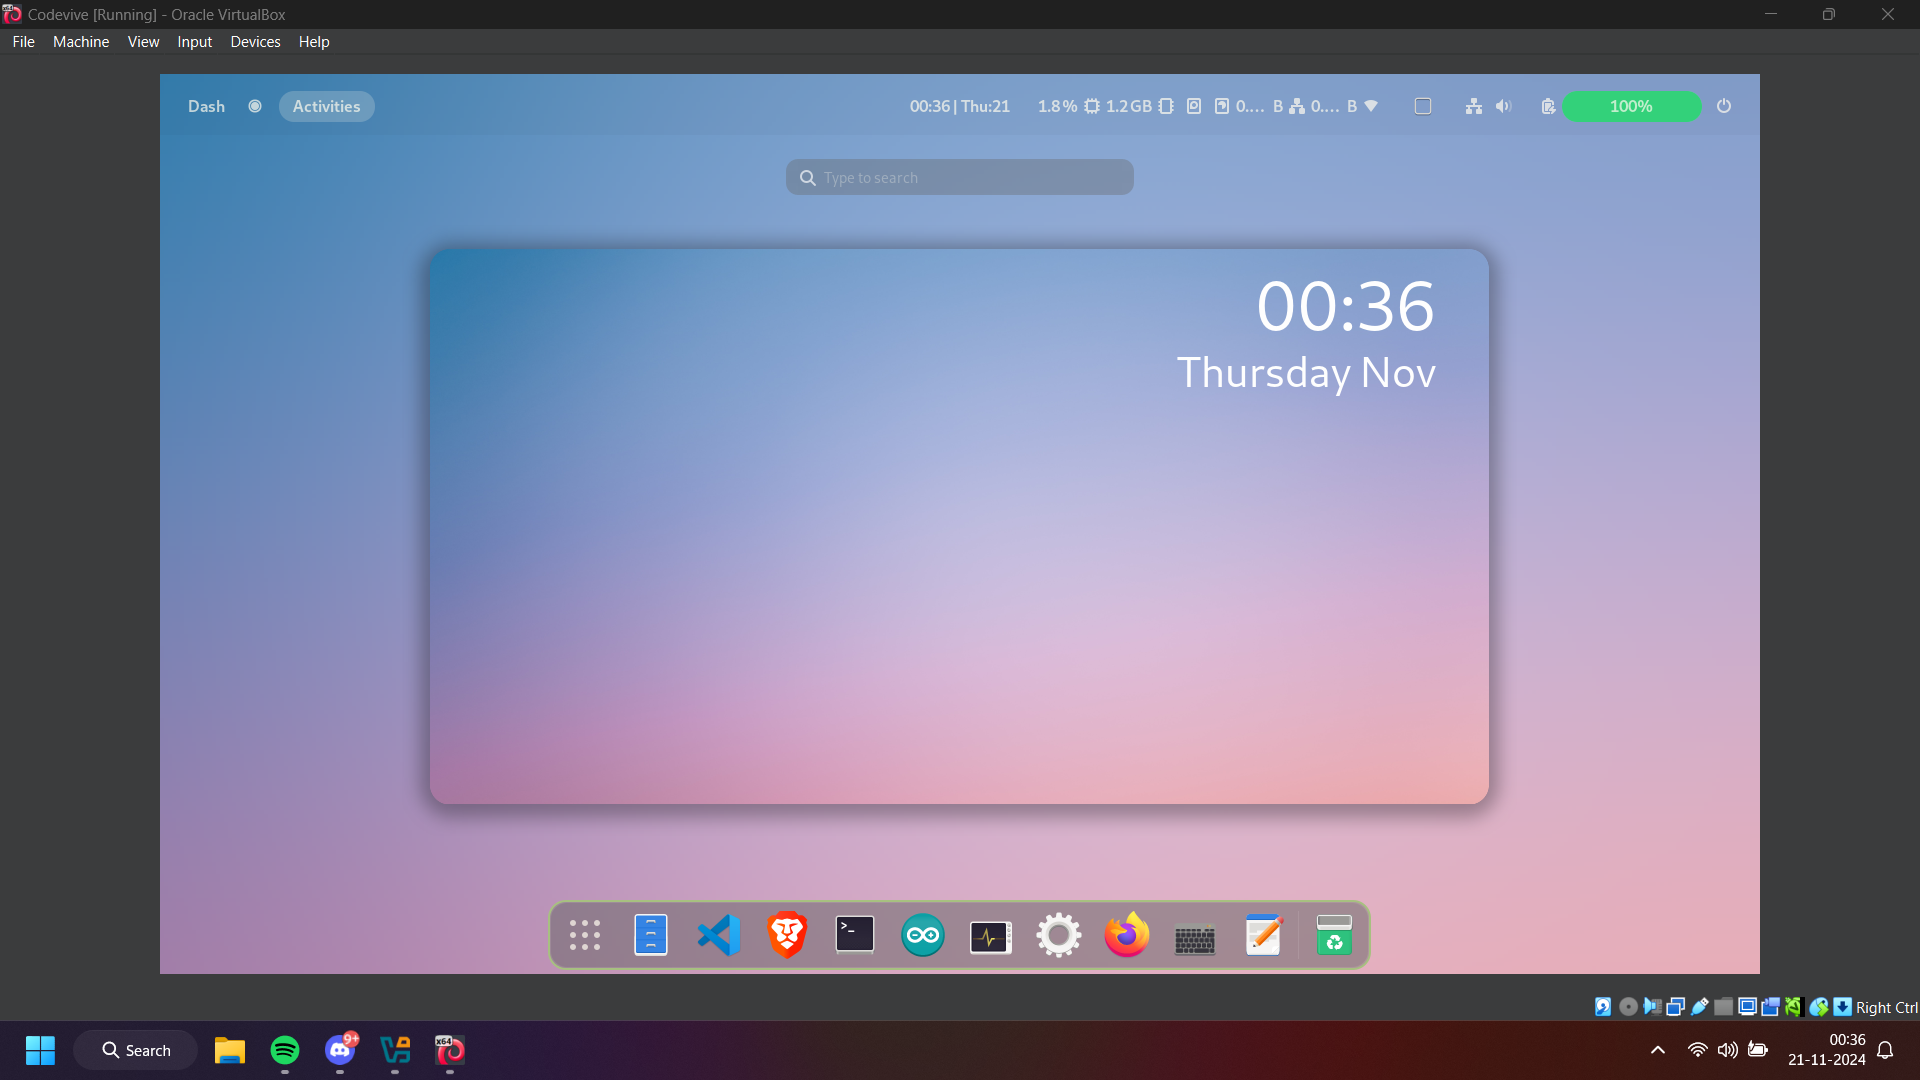 Codevive [Running] - Oracle VirtualBox
File Machine View Input Devices Help
Dash Activities 00:36 | Thu:21 1.8 % 1.2 GB 0.... B 0.... B 100%
Type to search
00:36
Thursday Nov
>_
Right Ctrl
Search 9+ x64 00:36
21-11-2024